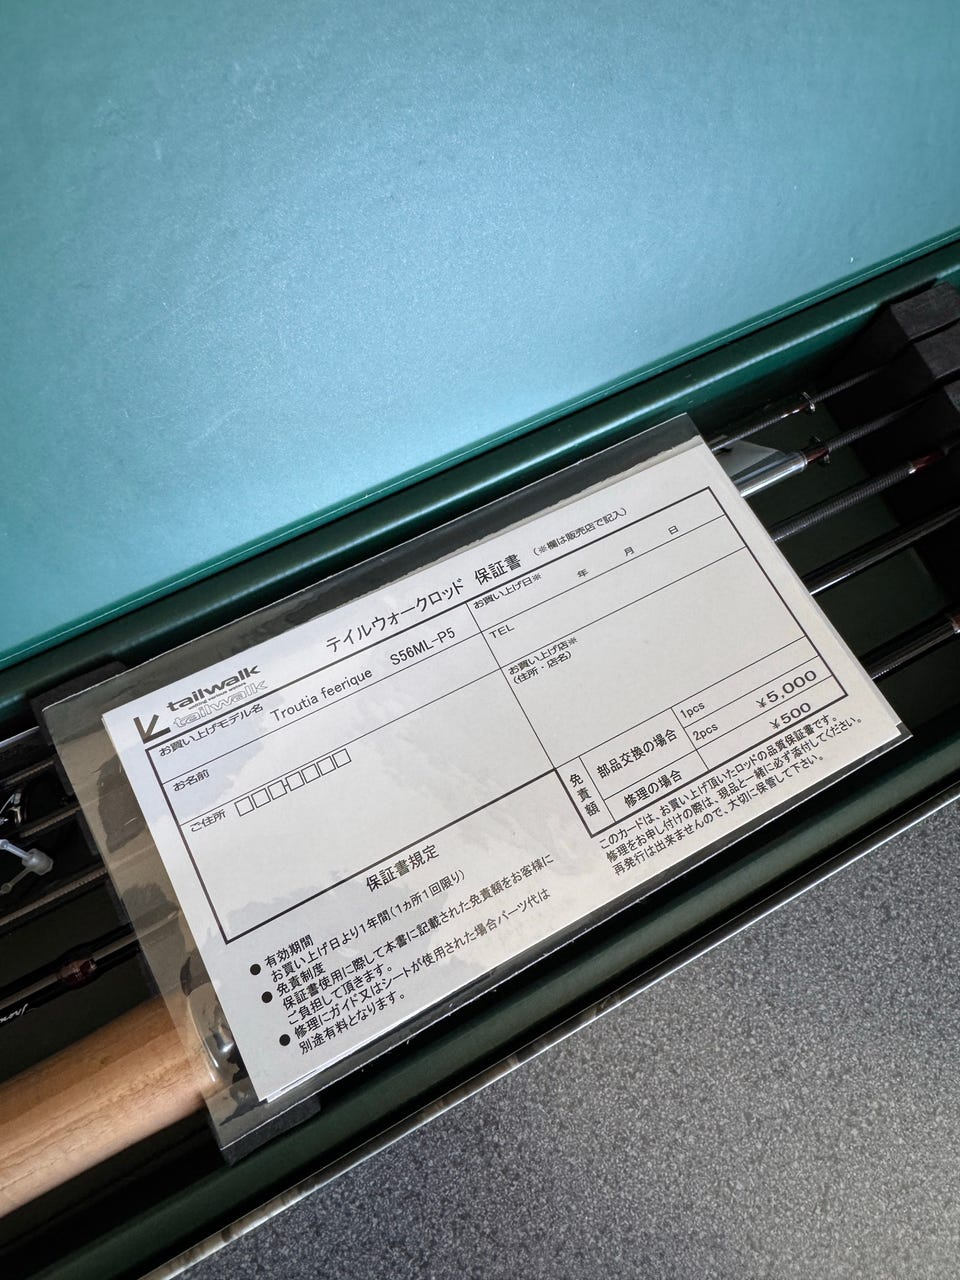 tailwalk
tailwalk
テイルウォークロッド 保証書 (※欄は販売店で記入)
お買い上げモデル名 Troutia feerique S56ML-P5
お買い上げ日※ 年 月 日
お名前
TEL
ご住所
お買い上げ店※
(住所・店名)
免責額
部品交換の場合
1pcs
¥5,000
2pcs
修理の場合
¥500
このカードは、お買い上げ頂いたロッドの品質保証書です。
修理をお申し付けの際は、現品と一緒に必ず添付してください。
再発行は出来ませんので、大切に保管して下さい。
保証書規定
●有効期間
お買い上げ日より1年間(1ヵ所1回限り)
●免責制度
保証書使用に際して本書に記載された免責額をお客様に
ご負担して頂きます。
●修理にガイド又はシートが使用された場合パーツ代は
別途有料となります。